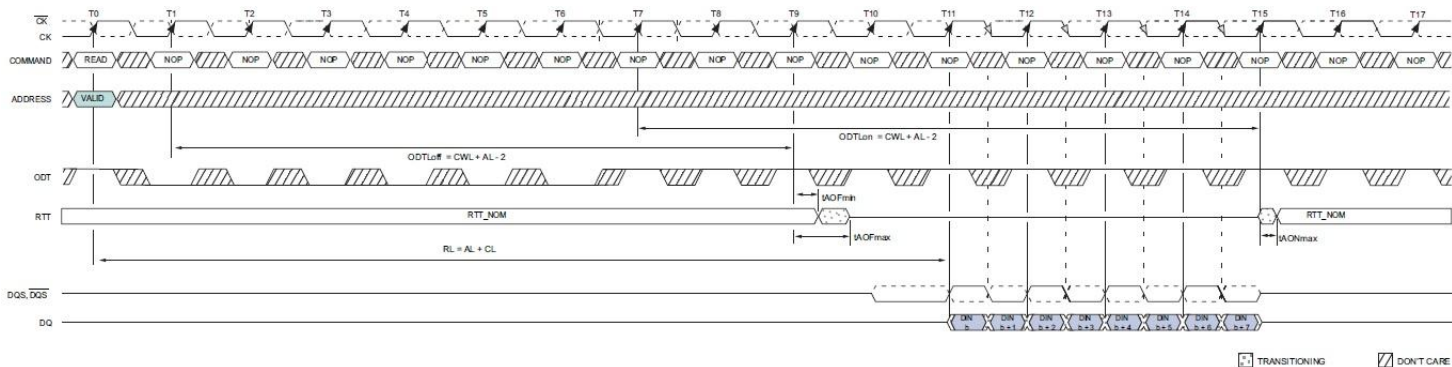 T0 T1 T2 T3 T4 T5 T6 T7 T8 T9 T10 T11 T12 T13 T14 T15 T16 T17
CK
CK
COMMAND READ NOP NOP NOP NOP NOP NOP NOP NOP NOP NOP NOP NOP NOP NOP NOP NOP NOP
ADDRESS VALID
ODTLon = CWL + AL - 2
ODTLoff = CWL + AL - 2
ODT
tAOFmin
RTT RTT_NOM RTT_NOM
tAOFmax tAONmax
RL = AL + CL
DQS, DQS
DQ DIN b DIN b + 1 DIN b + 2 DIN b + 3 DIN b + 4 DIN b + 5 DIN b + 6 DIN b + 7
TRANSITIONING DON'T CARE